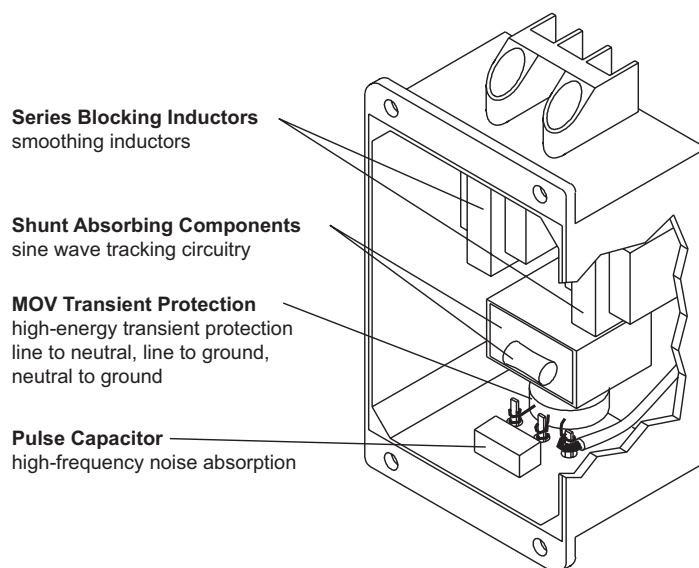 Series Blocking Inductors
smoothing inductors
Shunt Absorbing Components
sine wave tracking circuitry
MOV Transient Protection
high-energy transient protection
line to neutral, line to ground,
neutral to ground
Pulse Capacitor
high-frequency noise absorption